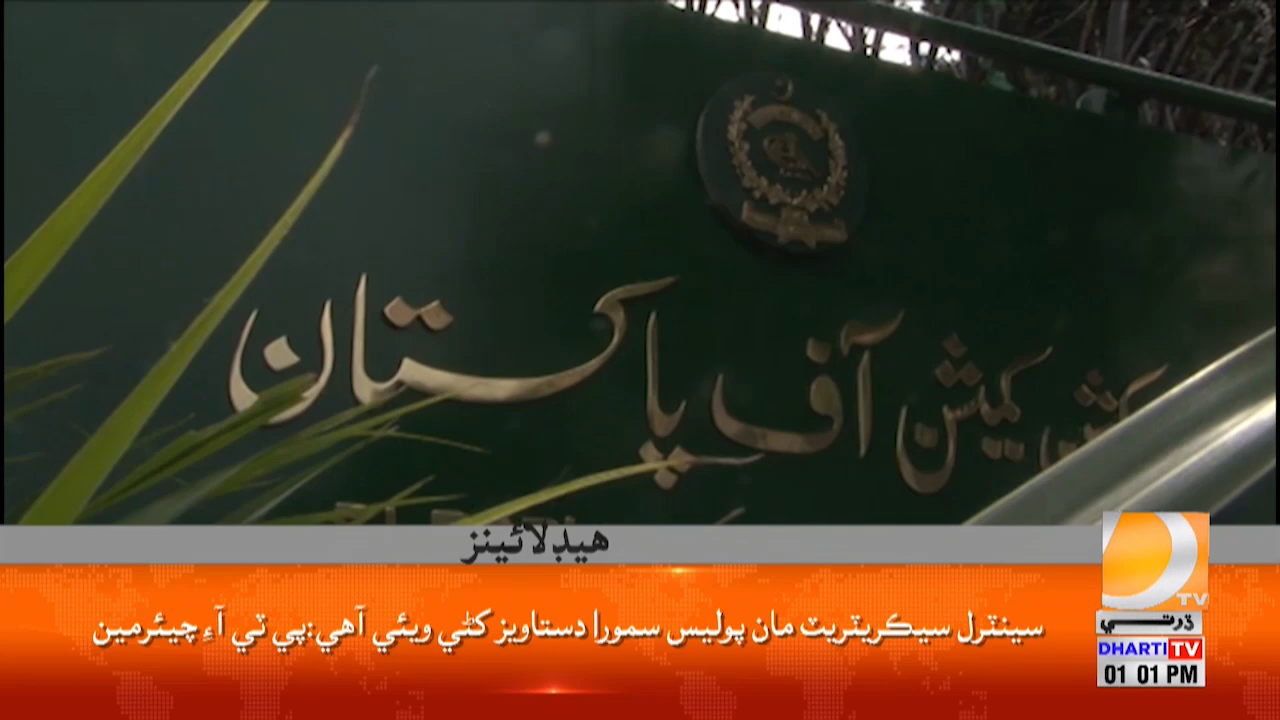 کمیشن آف پاکستان
هيڊلائينز
سينٽرل سيڪريٽريٽ مان پوليس سمورا دستاويز کڻي ويئي آهي:پي ٽي آءِ چيئرمين
TV
ڌرتي
DHARTI TV
01 01 PM